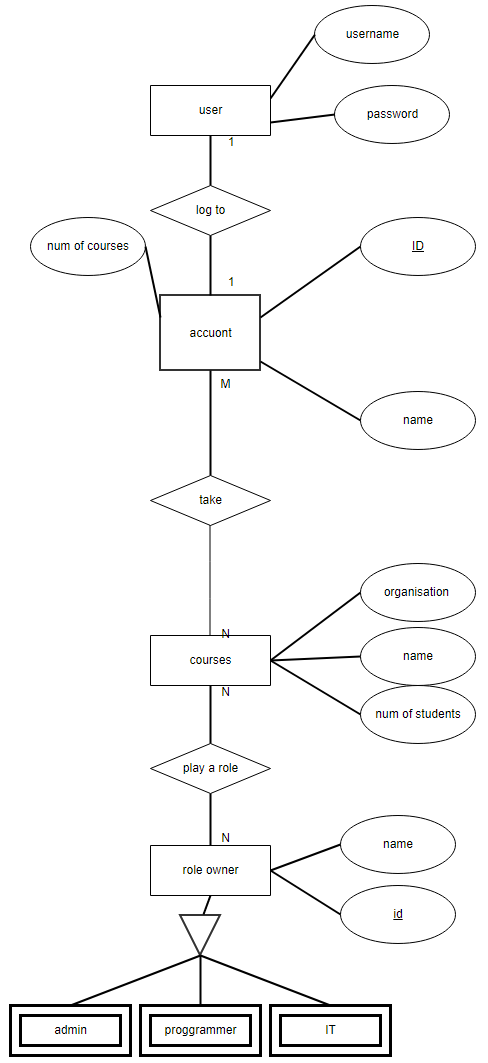 username
user
password
1
log to
num of courses
ID
1
accuont
M
name
take
organisation
N
courses
name
N
num of students
play a role
N
name
role owner
id
admin
proggrammer
IT